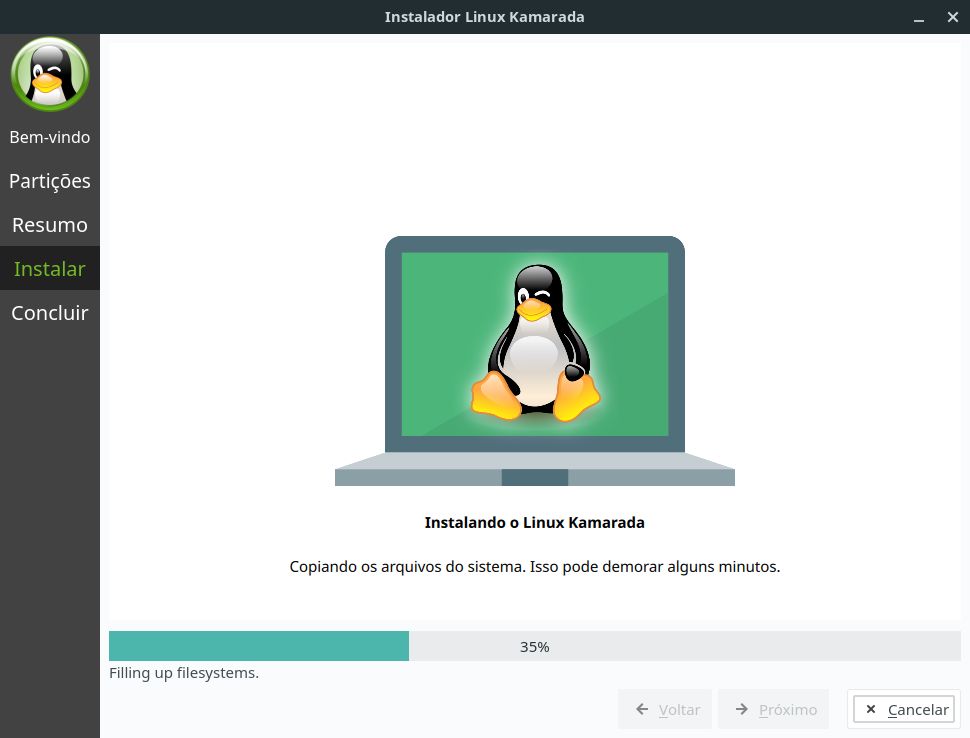 Instalador Linux Kamarada
Bem-vindo
Partições
Resumo
Instalar
Concluir
Instalando o Linux Kamarada
Copiando os arquivos do sistema. Isso pode demorar alguns minutos.
35%
Filling up filesystems.
Voltar
Próximo
Cancelar